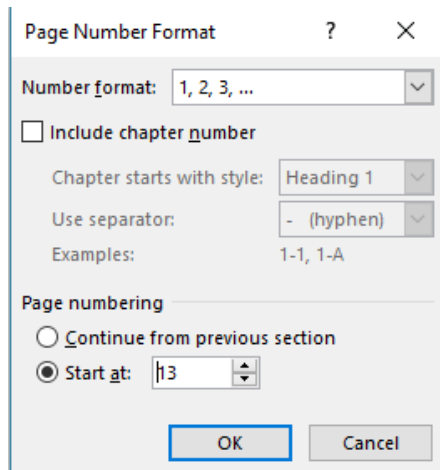 Page Number Format ?
Number format: 1, 2, 3, ...
Include chapter number
Chapter starts with style: Heading 1
Use separator: - (hyphen)
Examples: 1-1, 1-A
Page numbering
Continue from previous section
Start at: 13
OK Cancel